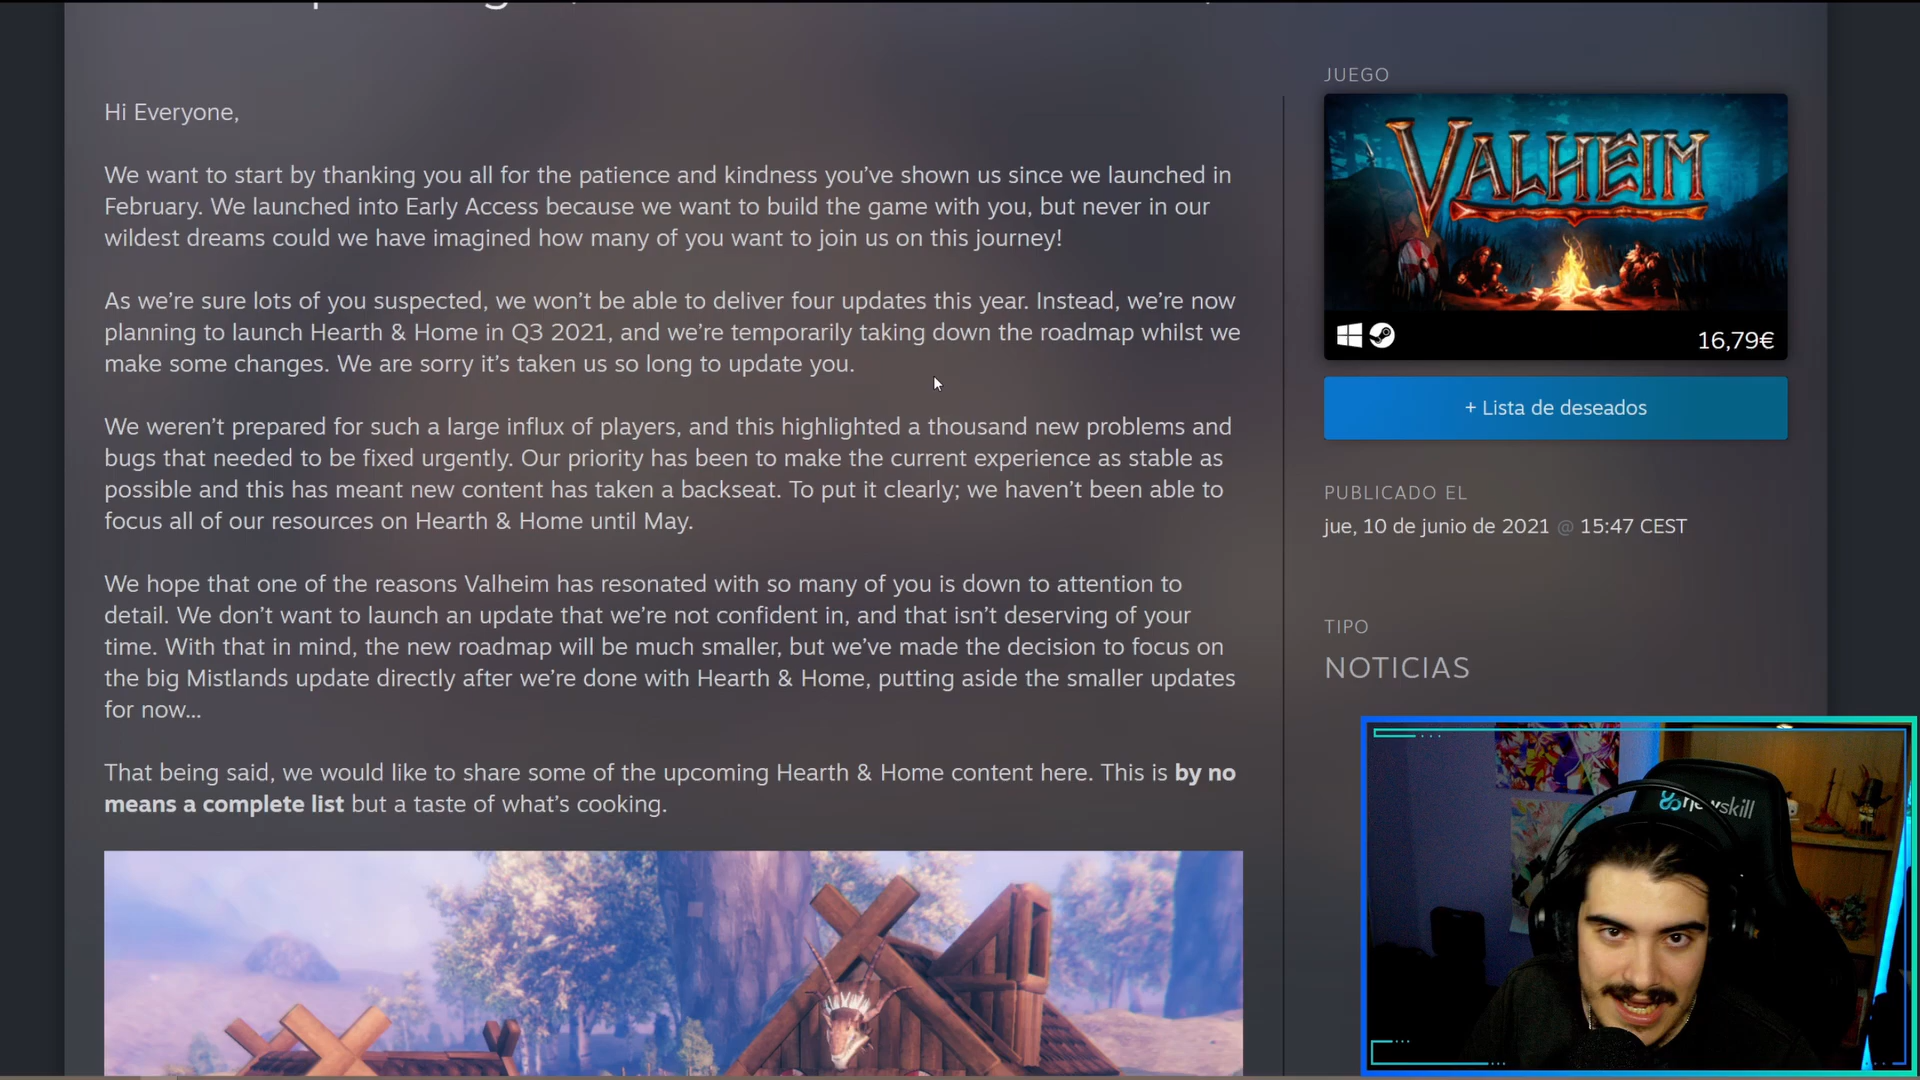 Hi Everyone,
We want to start by thanking you all for the patience and kindness you’ve shown us since we launched in
February. We launched into Early Access because we want to build the game with you, but never in our
wildest dreams could we have imagined how many of you want to join us on this journey!
As we’re sure lots of you suspected, we won’t be able to deliver four updates this year. Instead, we’re now
planning to launch Hearth & Home in Q3 2021, and we’re temporarily taking down the roadmap whilst we
make some changes. We are sorry it’s taken us so long to update you.
We weren’t prepared for such a large influx of players, and this highlighted a thousand new problems and
bugs that needed to be fixed urgently. Our priority has been to make the current experience as stable as
possible and this has meant new content has taken a backseat. To put it clearly; we haven’t been able to
focus all of our resources on Hearth & Home until May.
We hope that one of the reasons Valheim has resonated with so many of you is down to attention to
detail. We don’t want to launch an update that we’re not confident in, and that isn’t deserving of your
time. With that in mind, the new roadmap will be much smaller, but we’ve made the decision to focus on
the big Mistlands update directly after we’re done with Hearth & Home, putting aside the smaller updates
for now...
That being said, we would like to share some of the upcoming Hearth & Home content here. This is by no
means a complete list but a taste of what’s cooking.
JUEGO
VALHEIM
16,79€
+ Lista de deseados
PUBLICADO EL
jue, 10 de junio de 2021 @ 15:47 CEST
TIPO
NOTICIAS
newskill